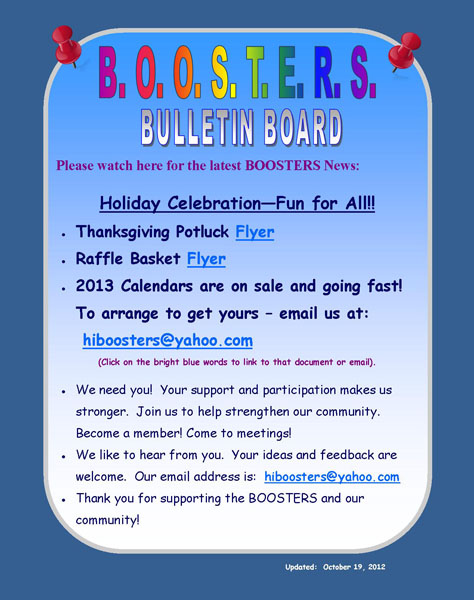 B. O. O. S. T. E. R. S.
BULLETIN BOARD
Please watch here for the latest BOOSTERS News:
Holiday Celebration—Fun for All!!
• Thanksgiving Potluck Flyer
• Raffle Basket Flyer
• 2013 Calendars are on sale and going fast!
To arrange to get yours – email us at:
hiboosters@yahoo.com
(Click on the bright blue words to link to that document or email).
• We need you! Your support and participation makes us
stronger. Join us to help strengthen our community.
Become a member! Come to meetings!
• We like to hear from you. Your ideas and feedback are
welcome. Our email address is: hiboosters@yahoo.com
• Thank you for supporting the BOOSTERS and our
community!
Updated: October 19, 2012